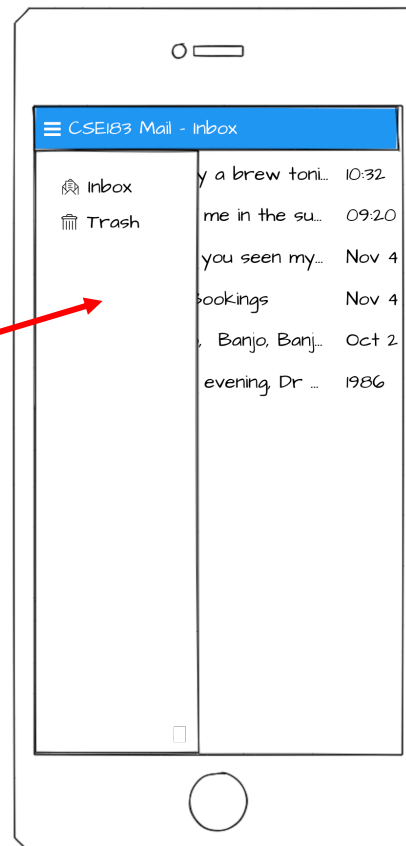 CSE183 Mail - Inbox
Inbox
Trash
y a brew toni... 10:32
me in the su... 09:20
you seen my... Nov 4
Bookings Nov 4
, Banjo, Banj... Oct 2
evening, Dr ... 1986